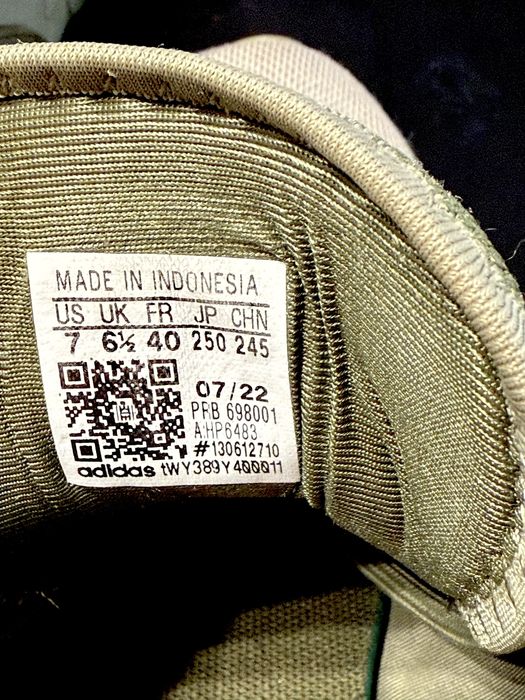 MADE IN INDONESIA
US UK FR JP CHN
7 6½ 40 250 245
07/22
PRB 698001
A:HP6483
#130612710
adidas tWY389Y400011